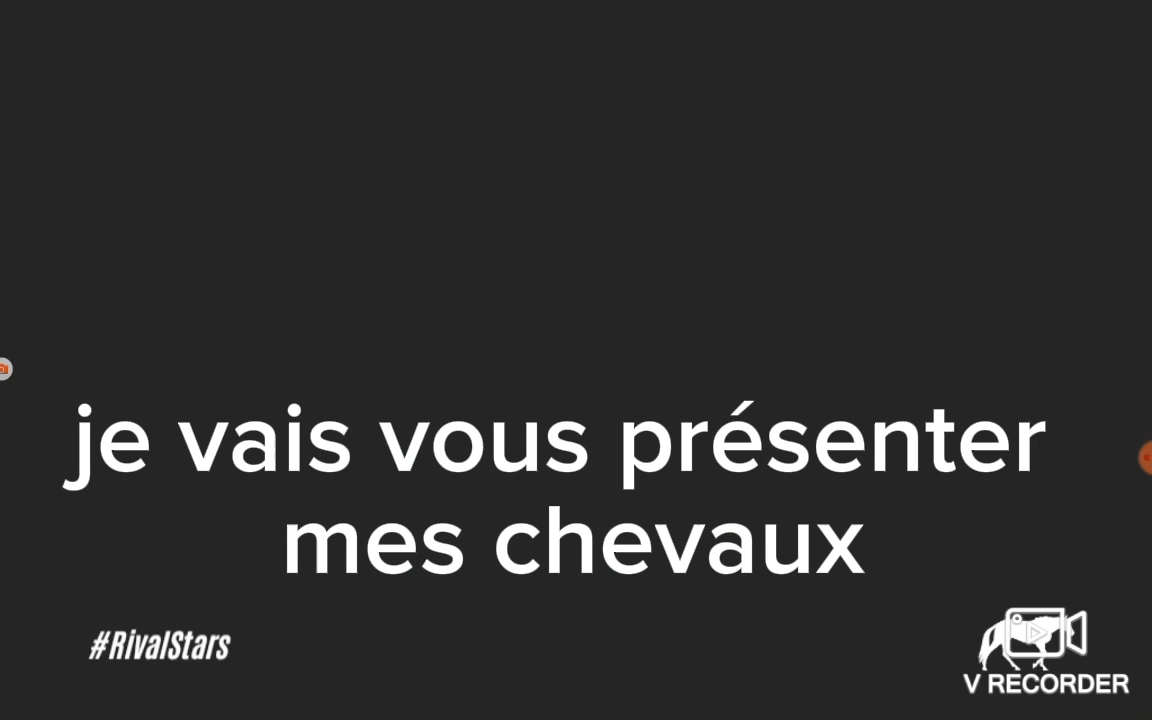 je vais vous présenter
mes chevaux
#RivalStars
V RECORDER